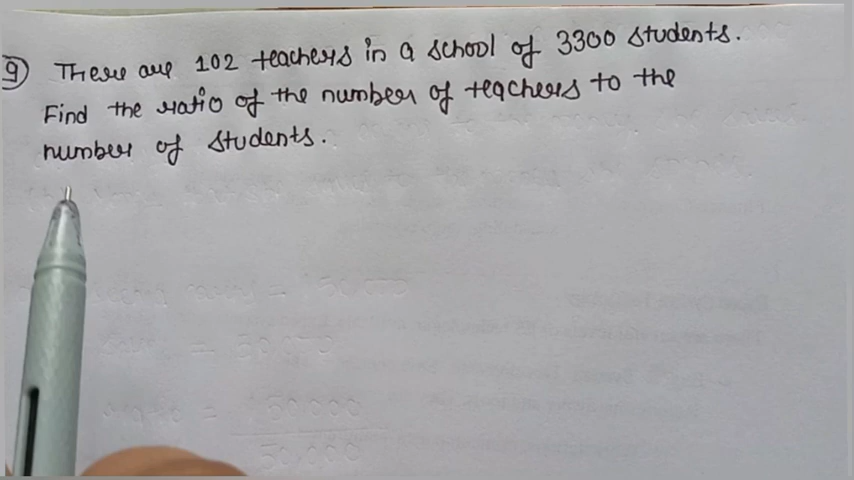 9) There are 102 teachers in a school of 3300 students.
Find the ratio of the number of teachers to the
number of students.